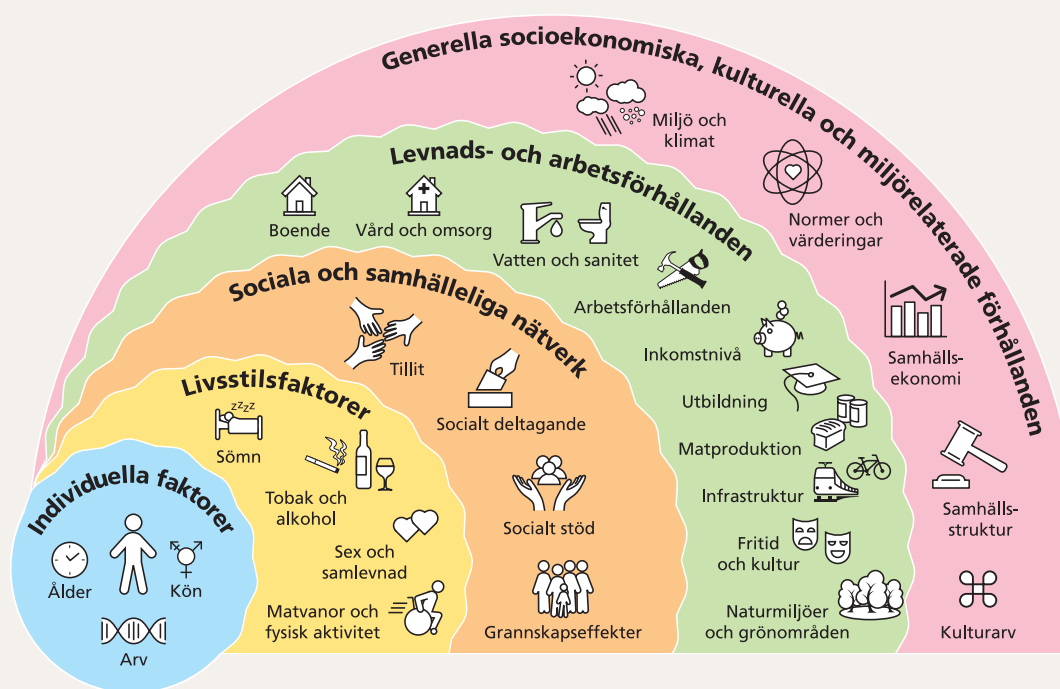 Generella socioekonomiska, kulturella och miljörelaterade förhållanden
Miljö och
klimat
Normer och
värderingar
Samhälls-
ekonomi
Samhälls-
struktur
Kulturarv
Levnads- och arbetsförhållanden
Boende
Vård och omsorg
Vatten och sanitet
Arbetsförhållanden
Inkomstnivå
Utbildning
Matproduktion
Infrastruktur
Fritid
och kultur
Naturmiljöer
och grönområden
Sociala och samhälleliga nätverk
Tillit
Socialt deltagande
Socialt stöd
Grannskapseffekter
Livsstilsfaktorer
zzzz
Sömn
Tobak och
alkohol
Sex och
samlevnad
Matvanor och
fysisk aktivitet
Individuella faktorer
Ålder
Kön
Arv